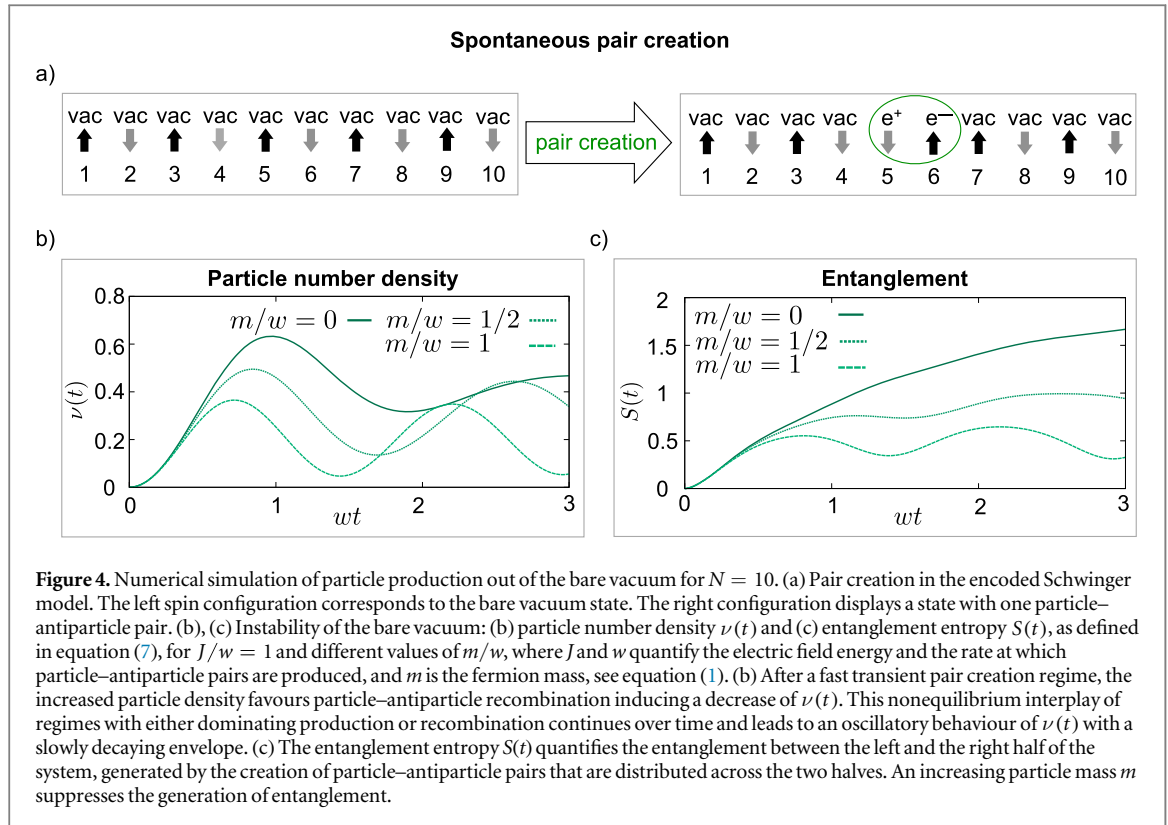 Spontaneous pair creation
a)
vac vac vac vac vac vac vac vac vac vac
1 2 3 4 5 6 7 8 9 10
pair creation
vac vac vac vac e⁺ e⁻ vac vac vac vac
1 2 3 4 5 6 7 8 9 10
b)
Particle number density
0.8
0.6
0.4
0.2
0
ν(t)
m/w = 0
m/w = 1/2
m/w = 1
0 1 2 3
wt
c)
Entanglement
2
1.5
1
0.5
0
S(t)
m/w = 0
m/w = 1/2
m/w = 1
0 1 2 3
wt
Figure 4. Numerical simulation of particle production out of the bare vacuum for N = 10. (a) Pair creation in the encoded Schwinger
model. The left spin configuration corresponds to the bare vacuum state. The right configuration displays a state with one particle–
antiparticle pair. (b), (c) Instability of the bare vacuum: (b) particle number density ν(t) and (c) entanglement entropy S(t), as defined
in equation (7), for J/w = 1 and different values of m/w, where J and w quantify the electric field energy and the rate at which
particle–antiparticle pairs are produced, and m is the fermion mass, see equation (1). (b) After a fast transient pair creation regime, the
increased particle density favours particle–antiparticle recombination inducing a decrease of ν(t). This nonequilibrium interplay of
regimes with either dominating production or recombination continues over time and leads to an oscillatory behaviour of ν(t) with a
slowly decaying envelope. (c) The entanglement entropy S(t) quantifies the entanglement between the left and the right half of the
system, generated by the creation of particle–antiparticle pairs that are distributed across the two halves. An increasing particle mass m
suppresses the generation of entanglement.